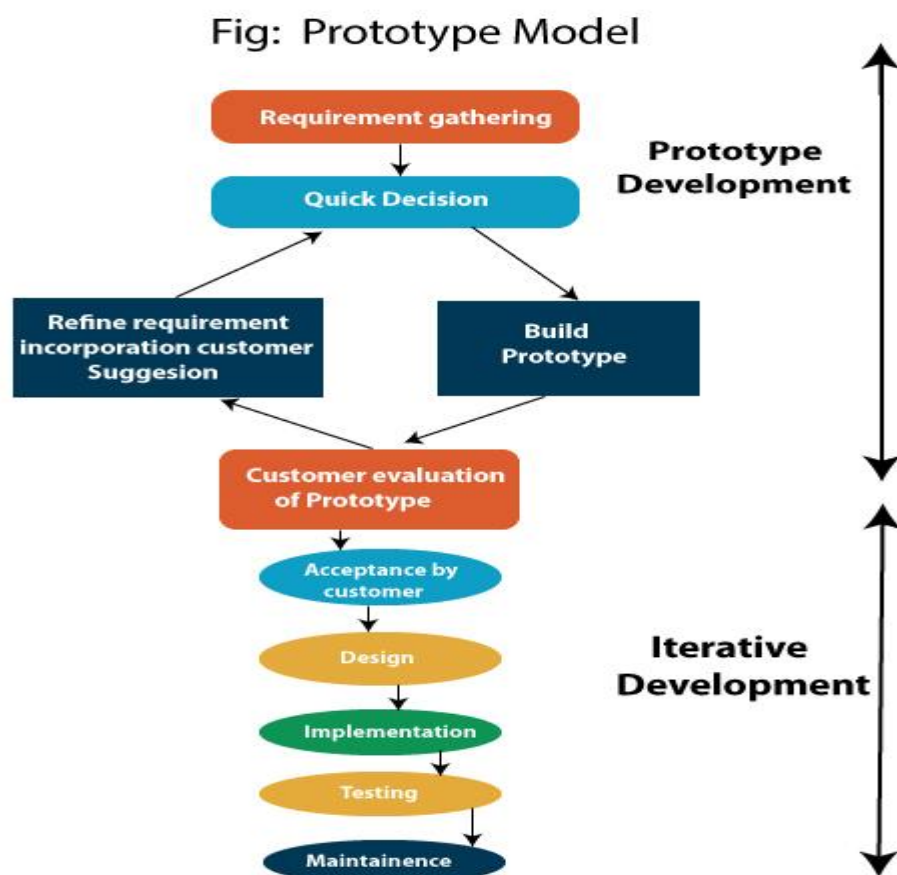 Fig:  Prototype Model
Requirement gathering
Prototype
Development
Quick Decision
Refine requirement
incorporation customer
Suggesion
Build
Prototype
Customer evaluation
of Prototype
Acceptance by
customer
Design
Iterative
Development
Implementation
Testing
Maintainence